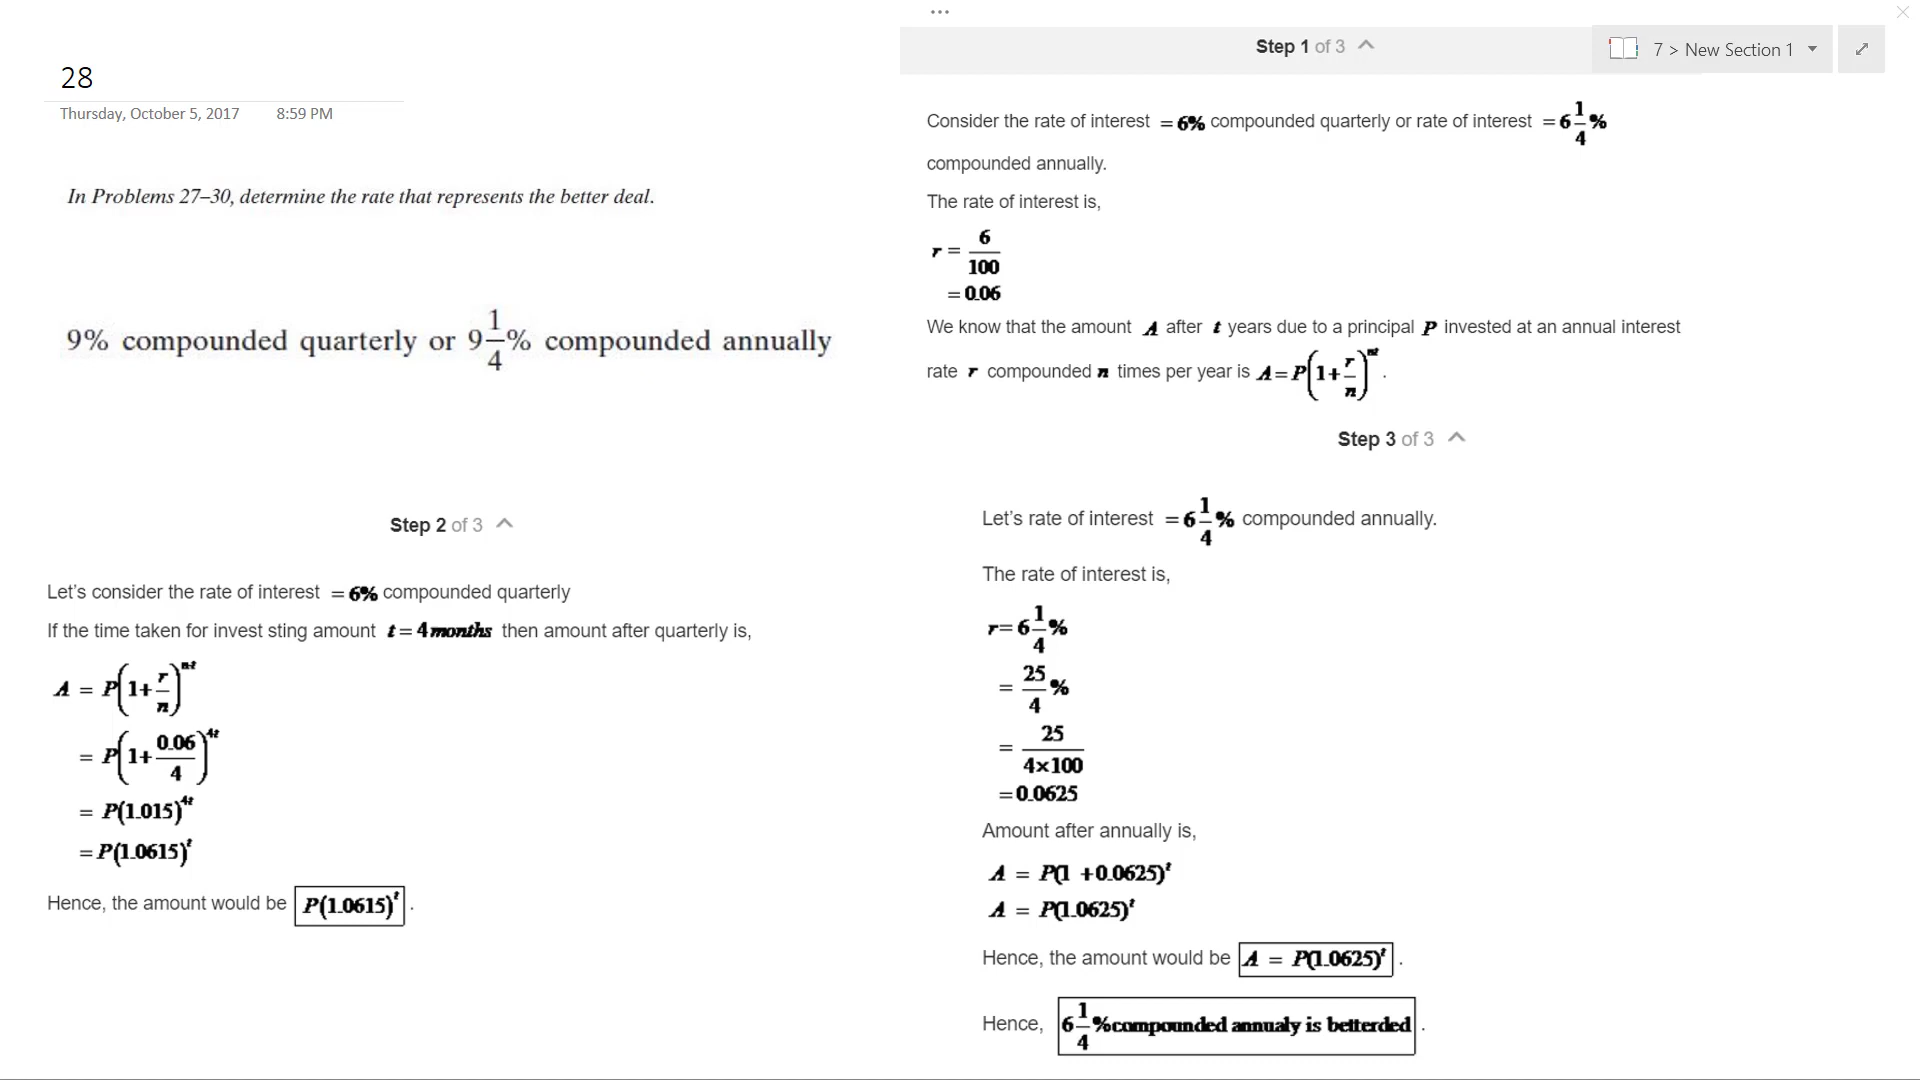 ...
28
Thursday, October 5, 2017 8:59 PM
In Problems 27–30, determine the rate that represents the better deal.
9% compounded quarterly or 9 1/4% compounded annually
Step 1 of 3
7 > New Section 1
Consider the rate of interest = 6% compounded quarterly or rate of interest = 6 1/4 %
compounded annually.
The rate of interest is,
r = 6/100
= 0.06
We know that the amount A after t years due to a principal P invested at an annual interest
rate r compounded n times per year is A = P(1 + r/n)^nt .
Step 2 of 3
Let's consider the rate of interest = 6% compounded quarterly
If the time taken for invest sting amount t = 4 months then amount after quarterly is,
A = P(1 + r/n)^n·t
= P(1 + 0.06/4)^4t
= P(1.015)^4t
= P(1.0615)^t
Hence, the amount would be P(1.0615)^t .
Step 3 of 3
Let's rate of interest = 6 1/4 % compounded annually.
The rate of interest is,
r = 6 1/4 %
= 25/4 %
= 25/4×100
= 0.0625
Amount after annually is,
A = P(1 + 0.0625)^t
A = P(1.0625)^t
Hence, the amount would be A = P(1.0625)^t .
Hence, 6 1/4 % compounded annualy is betterded .